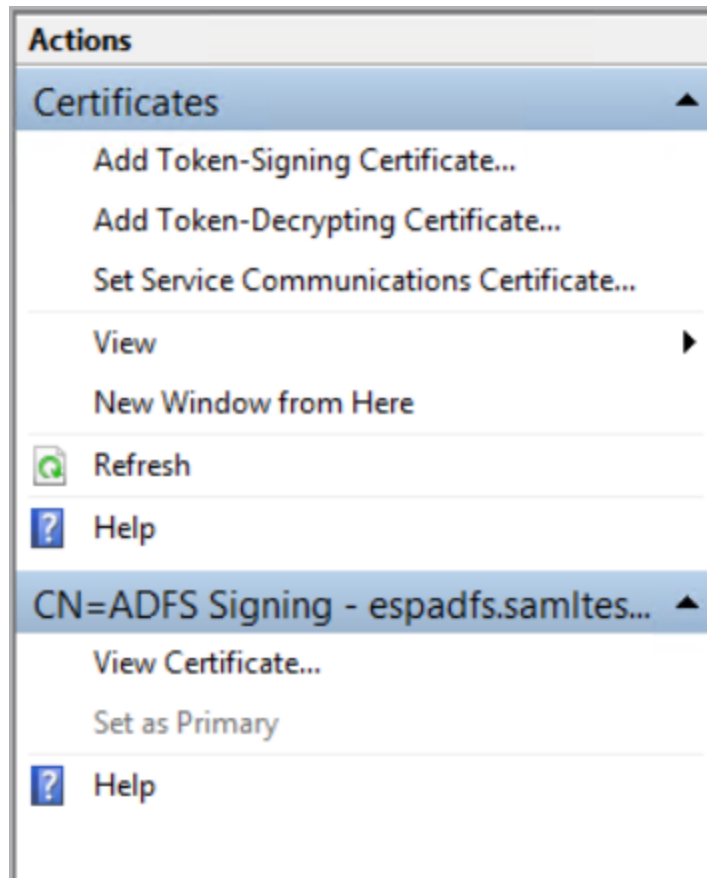 Actions
Certificates
Add Token-Signing Certificate...
Add Token-Decrypting Certificate...
Set Service Communications Certificate...
View
New Window from Here
Refresh
Help
CN=ADFS Signing - espadfs.samltes...
View Certificate...
Set as Primary
Help